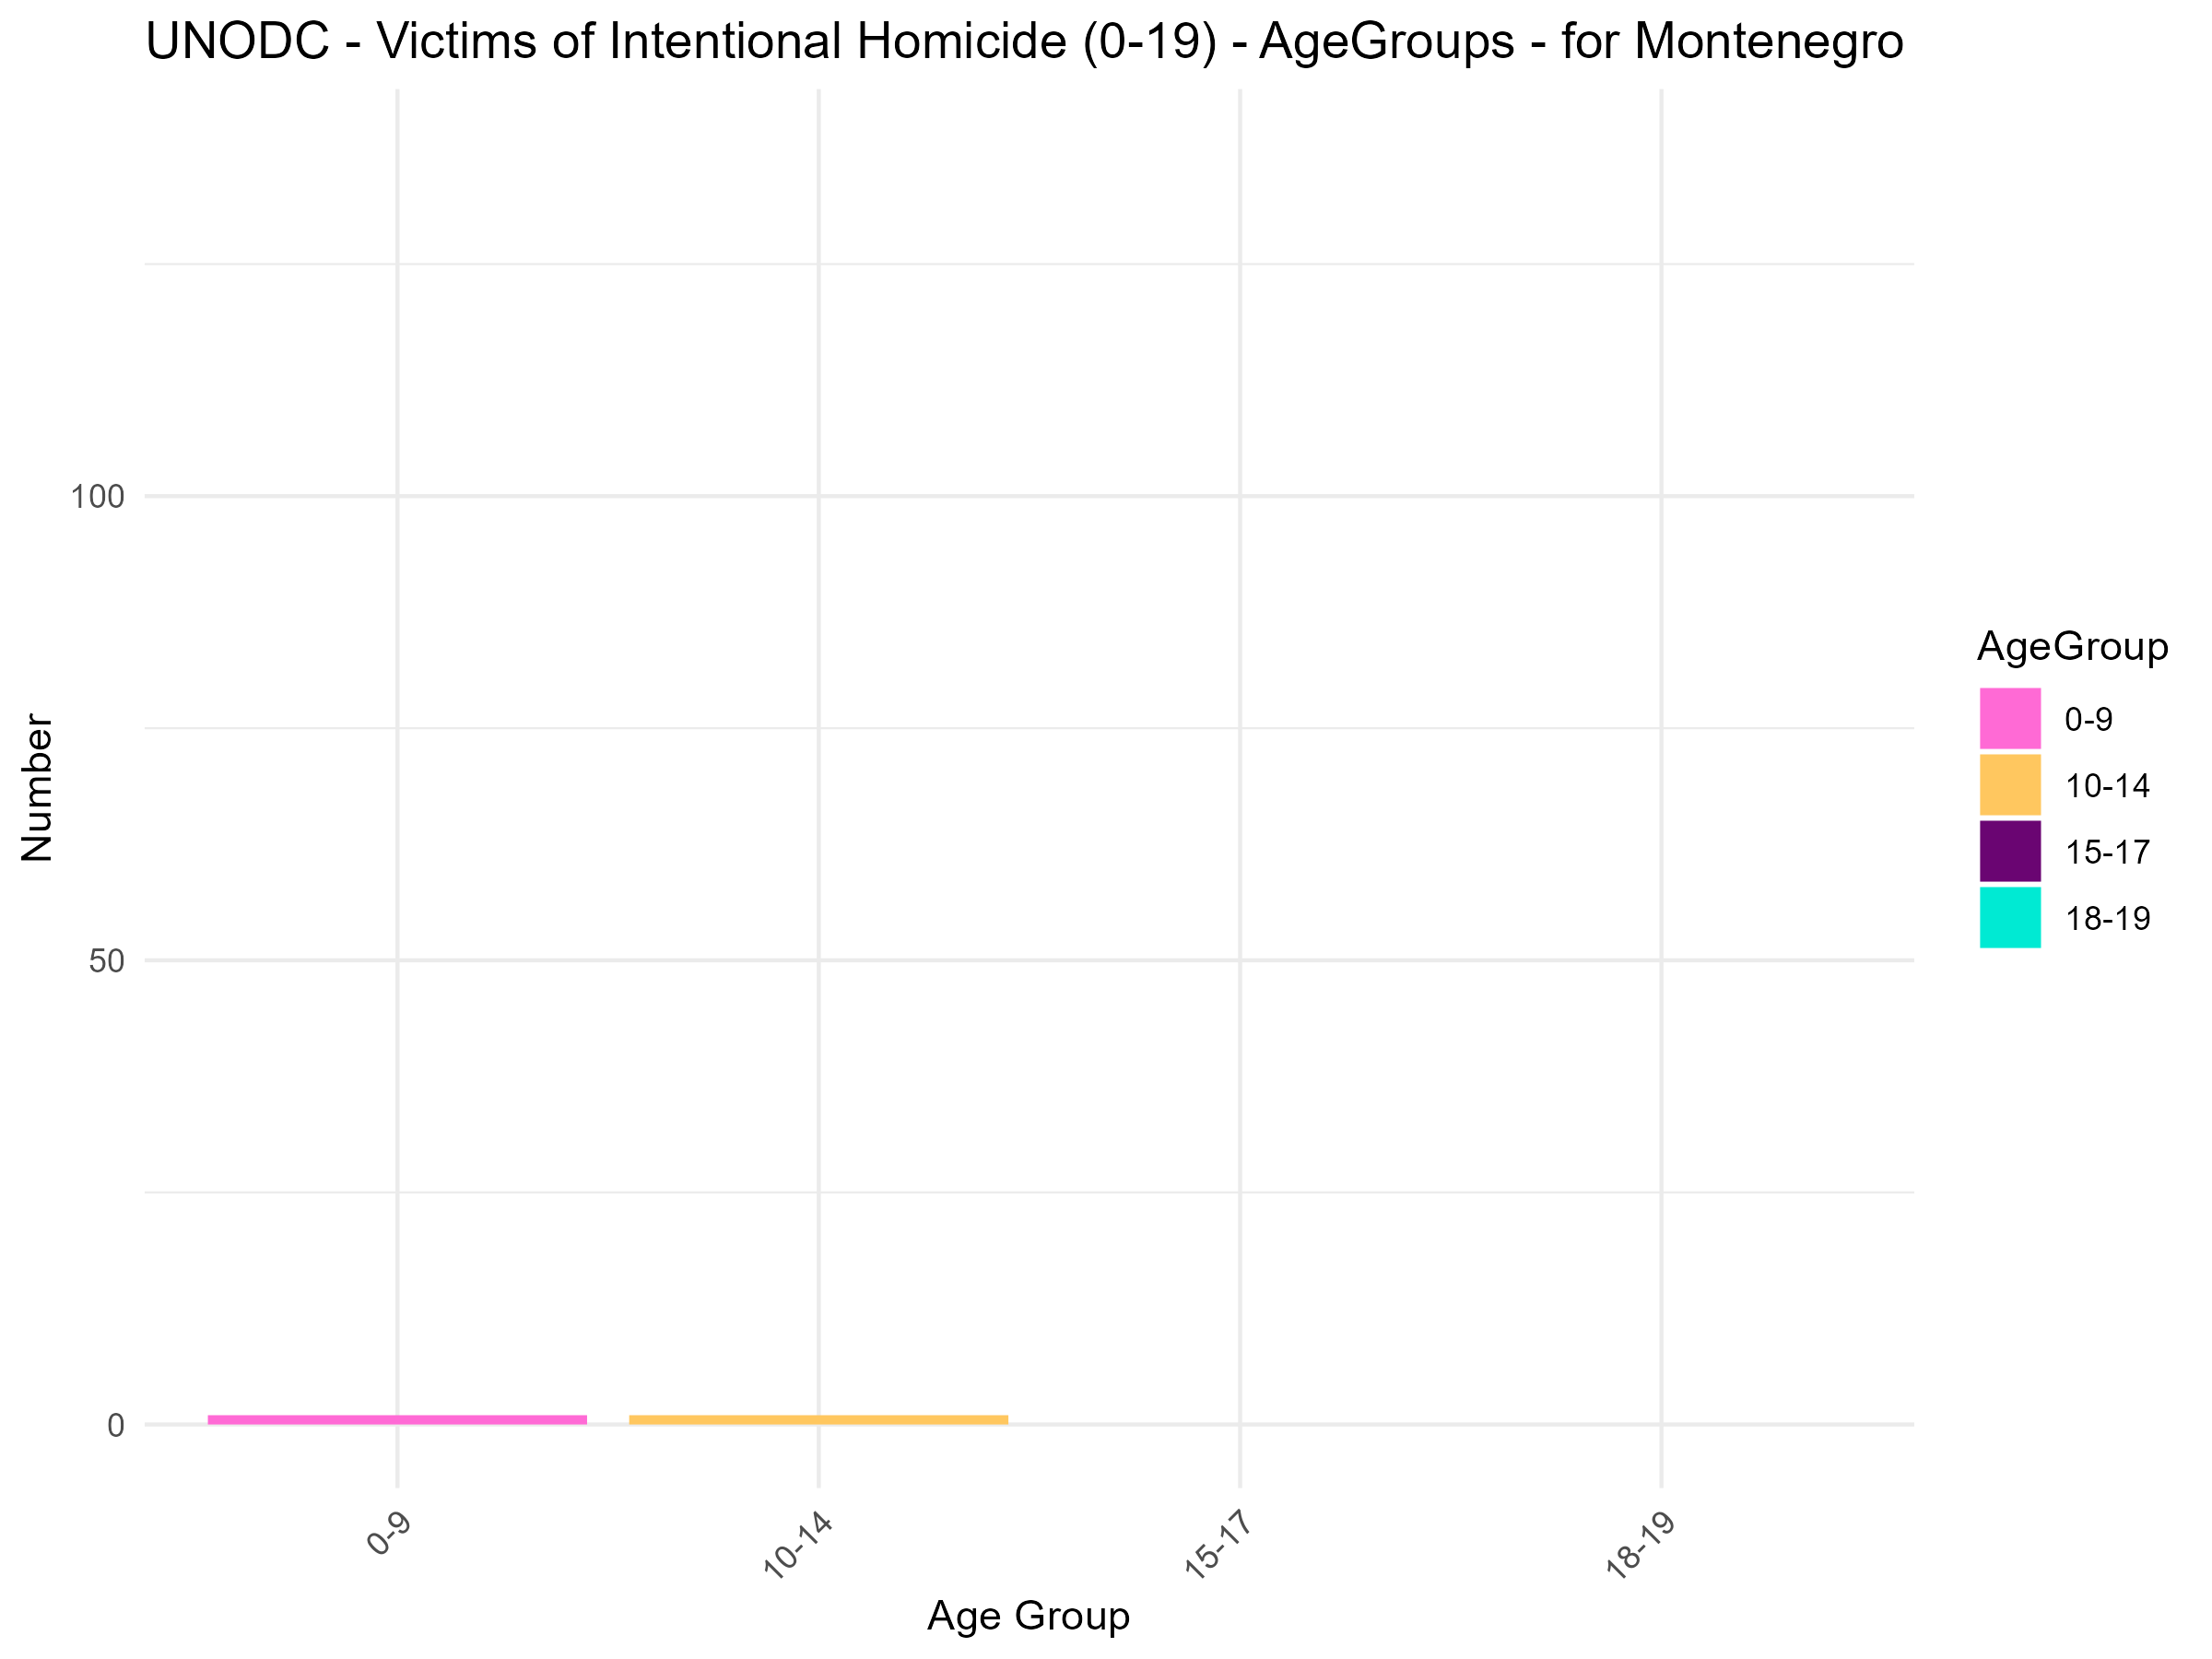 UNODC - Victims of Intentional Homicide (0-19) - AgeGroups - for Montenegro
100
50
0
Number
0-9
10-14
15-17
18-19
Age Group
AgeGroup
0-9
10-14
15-17
18-19